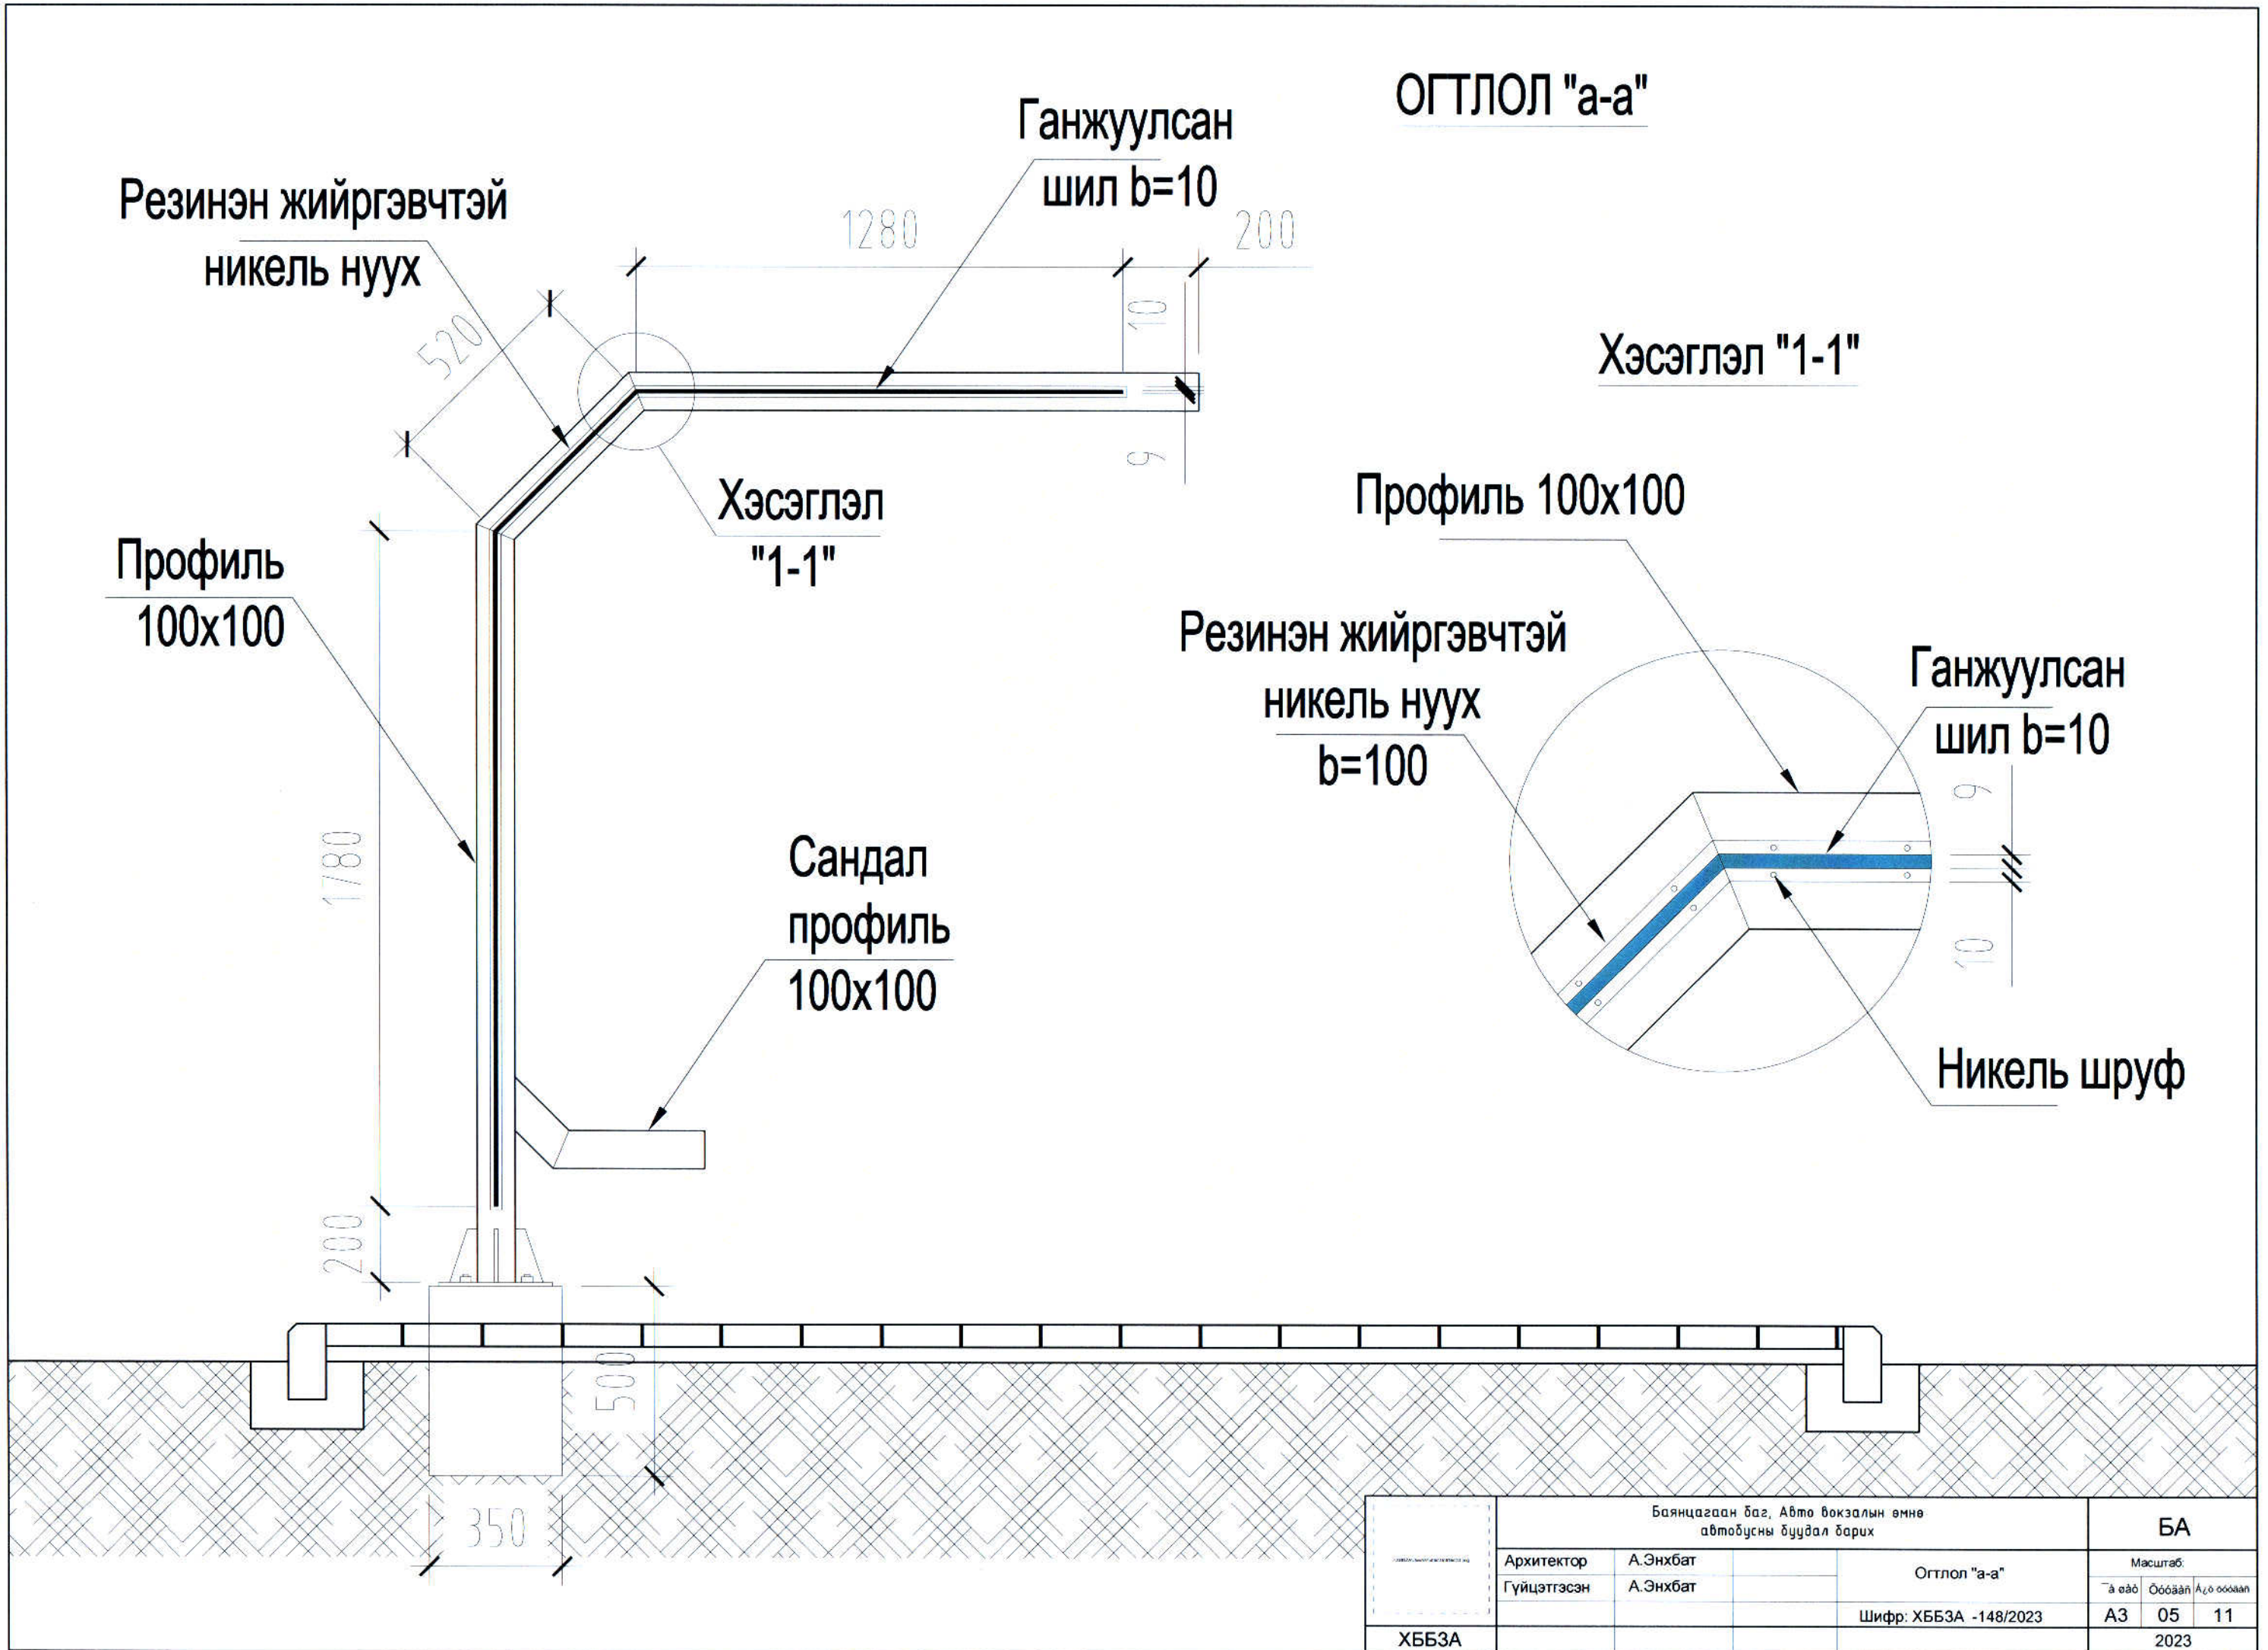 ОГТЛОЛ "а-а"
Ганжуулсан
шил b=10
Резинэн жийргэвчтэй
никель нуух
1280
200
10
520
9
Хэсэглэл
"1-1"
Профиль
100х100
1780
Сандал
профиль
100х100
200
500
350
Хэсэглэл "1-1"
Профиль 100х100
Резинэн жийргэвчтэй
никель нуух
b=100
Ганжуулсан
шил b=10
9
10
Никель шруф
Баянцагаан баг, Авто вокзалын өмнө
автобусны буудал барих
БА
Архитектор А.Энхбат
Гүйцэтгэсэн А.Энхбат
Огтлол "а-а"
Масштаб:
Шифр: ХББЗА -148/2023
А3 05 11
ХББЗА
2023